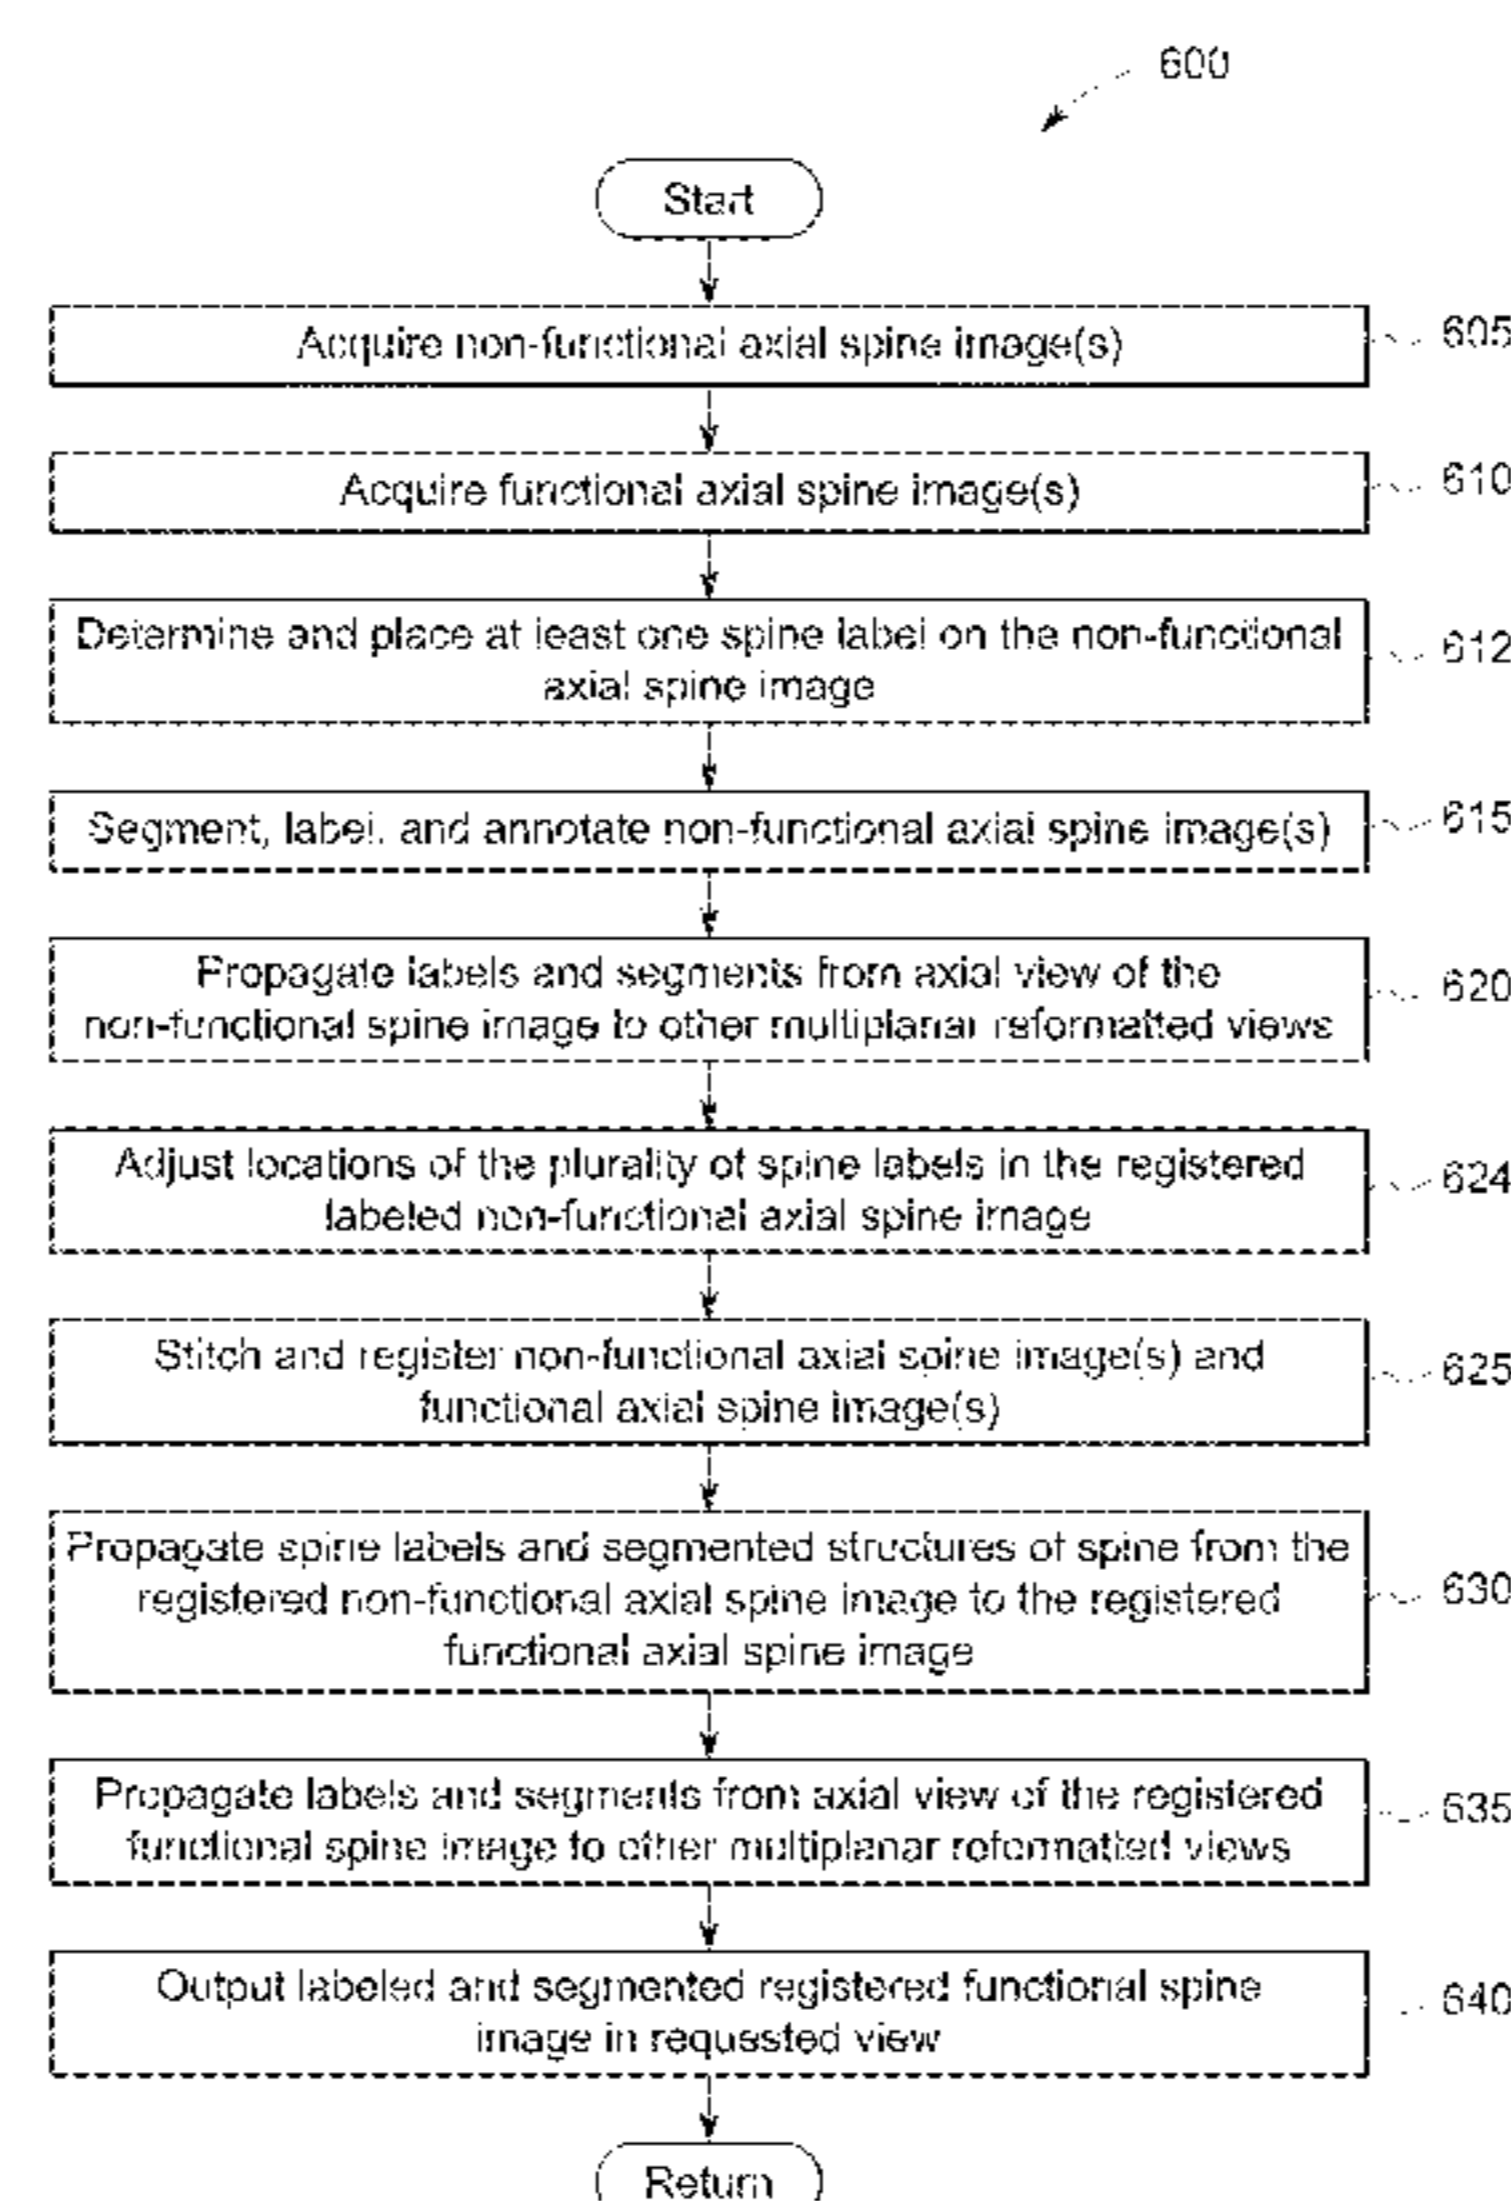 600
Start
Acquire non-functional axial spine image(s)
605
Acquire functional axial spine image(s)
610
Determine and place at least one spine label on the non-functional
axial spine image
612
Segment, label, and annotate non-functional axial spine image(s)
615
Propagate labels and segments from axial view of the
non-functional spine image to other multiplanar reformatted views
620
Adjust locations of the plurality of spine labels in the registered
labeled non-functional axial spine image
624
Stitch and register non-functional axial spine image(s) and
functional axial spine image(s)
625
Propagate spine labels and segmented structures of spine from the
registered non-functional axial spine image to the registered
functional axial spine image
630
Propagate labels and segments from axial view of the registered
functional spine image to other multiplanar reformatted views
635
Output labeled and segmented registered functional spine
image in requested view
640
Return